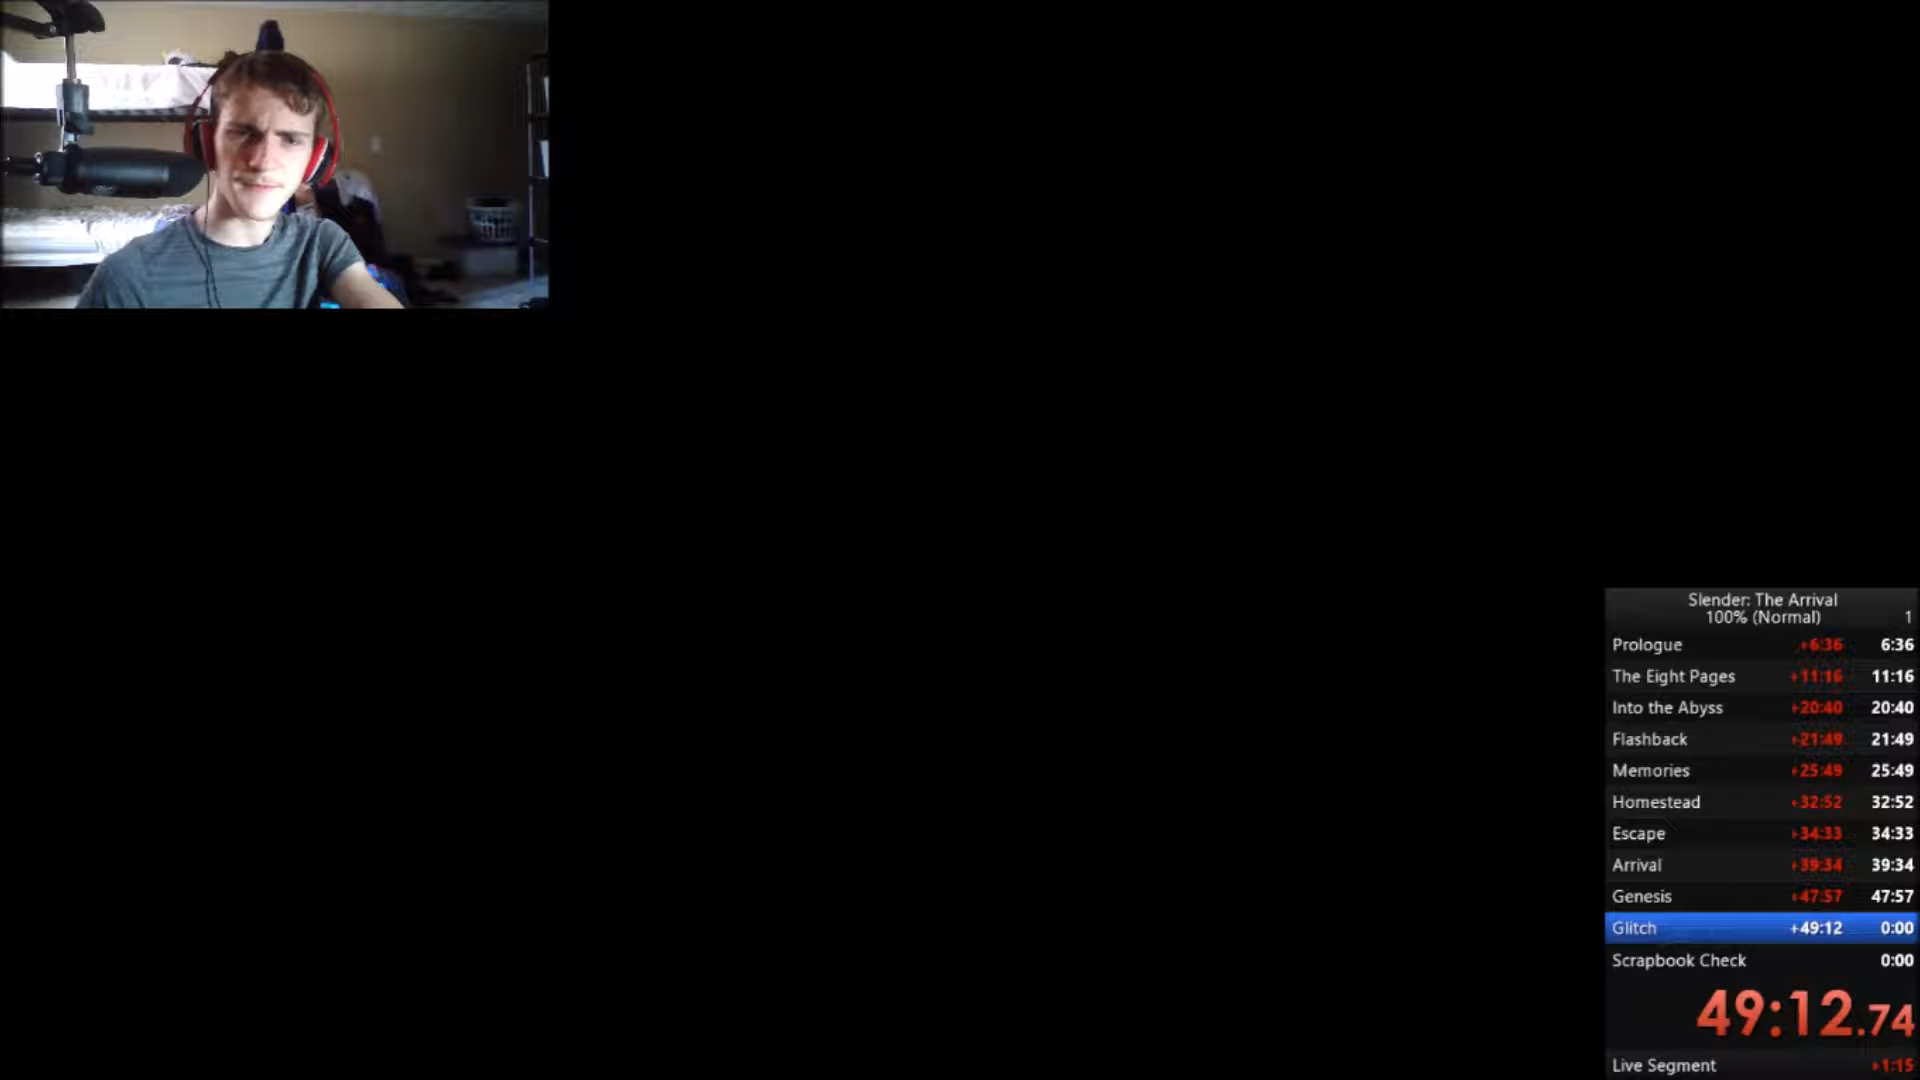 Slender: The Arrival
100% (Normal) 1
Prologue +6:36 6:36
The Eight Pages +11:16 11:16
Into the Abyss +20:40 20:40
Flashback +21:49 21:49
Memories +25:49 25:49
Homestead +32:52 32:52
Escape +34:33 34:33
Arrival +39:34 39:34
Genesis +47:57 47:57
Glitch +49:12 0:00
Scrapbook Check 0:00
49:12.74
Live Segment +1:15